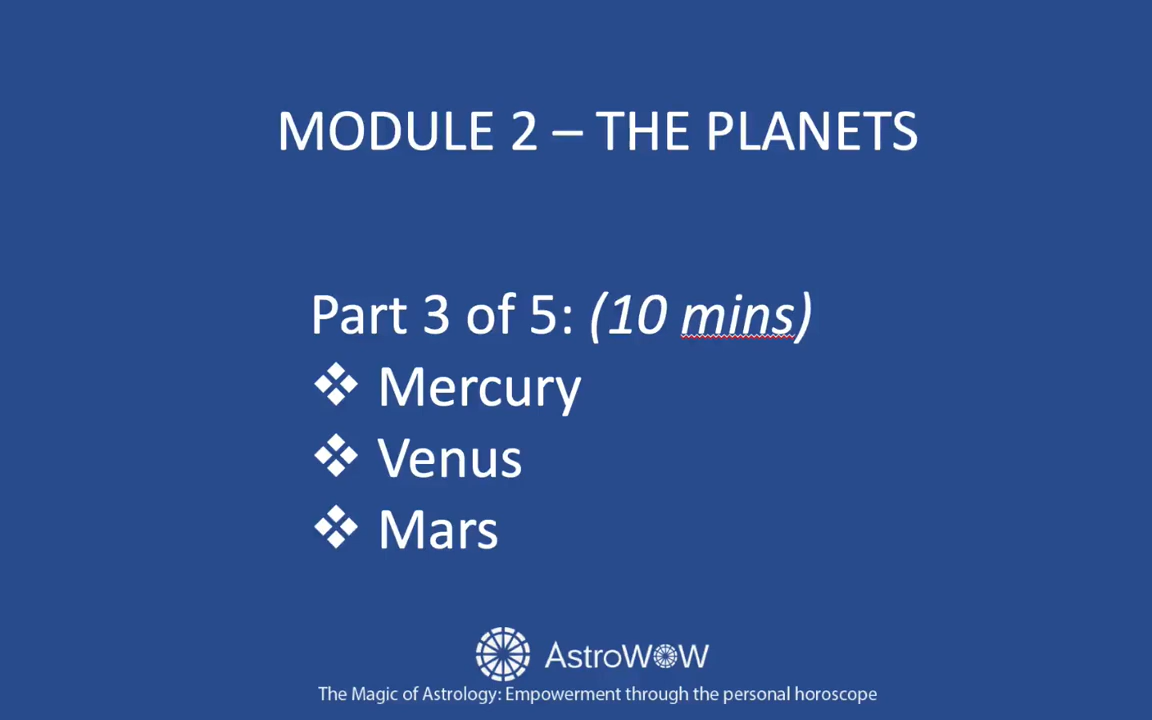 MODULE 2 – THE PLANETS
Part 3 of 5: (10 mins)
❖ Mercury
❖ Venus
❖ Mars
AstroWOW
The Magic of Astrology: Empowerment through the personal horoscope